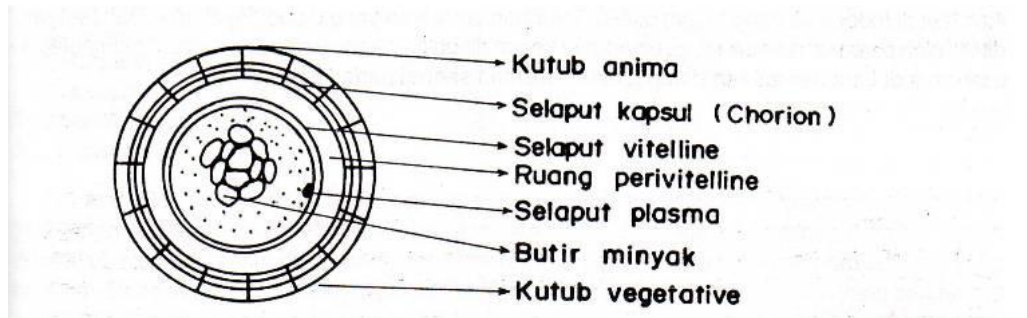 Kutub anima
Selaput kapsul (Chorion)
Selaput vitelline
Ruang perivitelline
Selaput plasma
Butir minyak
Kutub vegetative